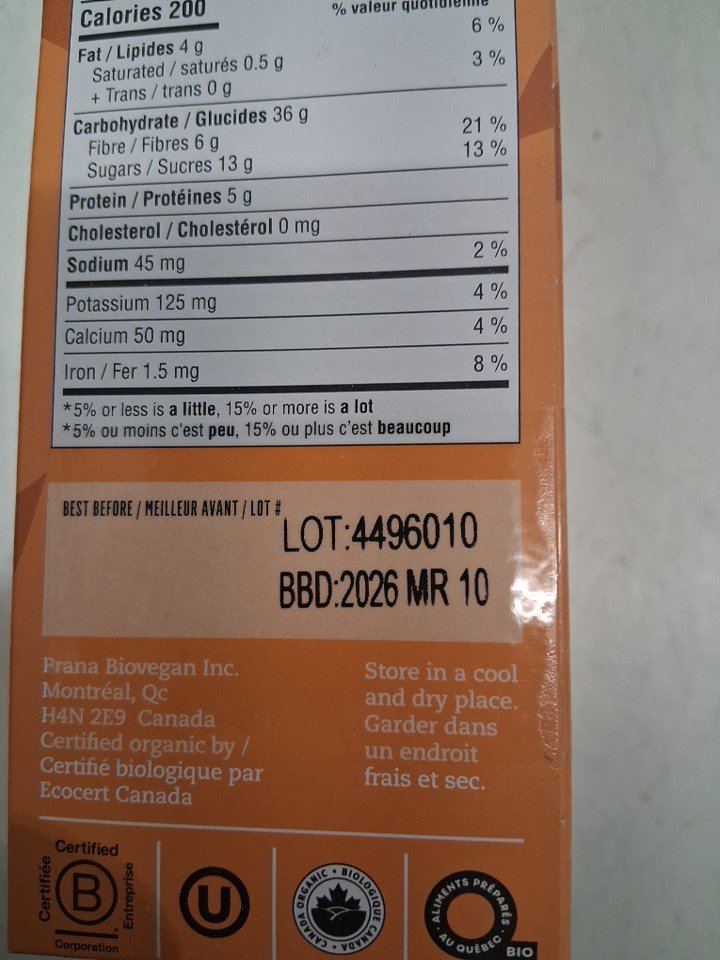 Calories 200
% valeur quotidienne
Fat / Lipides 4 g 6 %
Saturated / saturés 0.5 g
+ Trans / trans 0 g 3 %
Carbohydrate / Glucides 36 g
Fibre / Fibres 6 g 21 %
Sugars / Sucres 13 g 13 %
Protein / Protéines 5 g
Cholesterol / Cholestérol 0 mg
Sodium 45 mg 2 %
Potassium 125 mg 4 %
Calcium 50 mg 4 %
Iron / Fer 1.5 mg 8 %
*5% or less is a little, 15% or more is a lot
*5% ou moins c'est peu, 15% ou plus c'est beaucoup
BEST BEFORE / MEILLEUR AVANT / LOT #
LOT:4496010
BBD:2026 MR 10
Prana Biovegan Inc.
Montréal, Qc
H4N 2E9 Canada
Certified organic by /
Certifié biologique par
Ecocert Canada
Store in a cool
and dry place.
Garder dans
un endroit
frais et sec.
Certified
Certifiée
B
Entreprise
Corporation
U
CANADA ORGANIC • BIOLOGIQUE CANADA •
ALIMENTS PRÉPARÉS
AU QUÉBEC
BIO